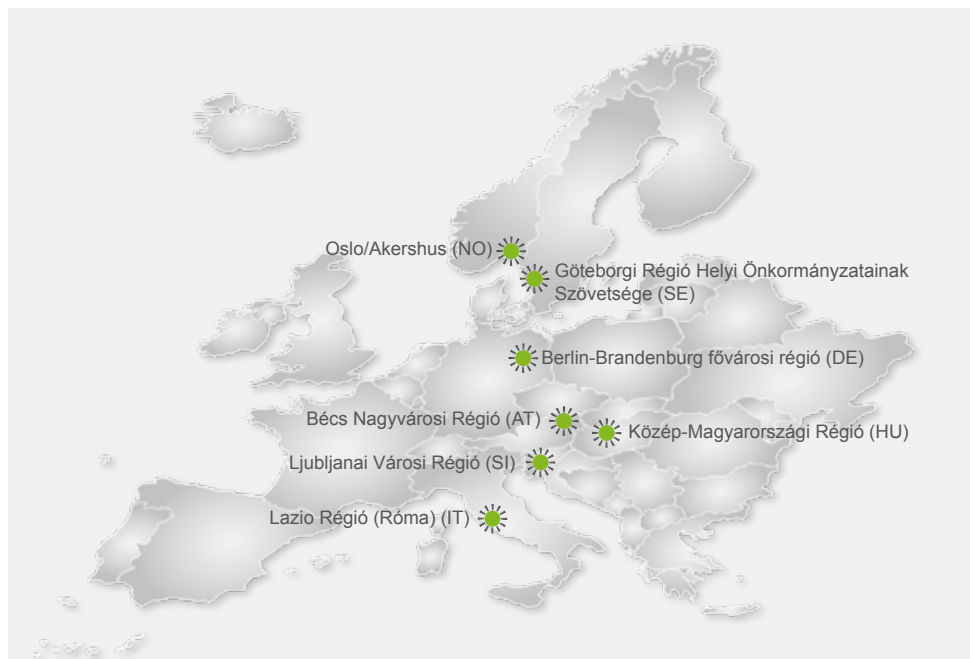 Oslo/Akershus (NO)
Göteborgi Régió Helyi Önkormányzatainak
Szövetsége (SE)
Berlin-Brandenburg fővárosi régió (DE)
Bécs Nagyvárosi Régió (AT)
Közép-Magyarországi Régió (HU)
Ljubljanai Városi Régió (SI)
Lazio Régió (Róma) (IT)